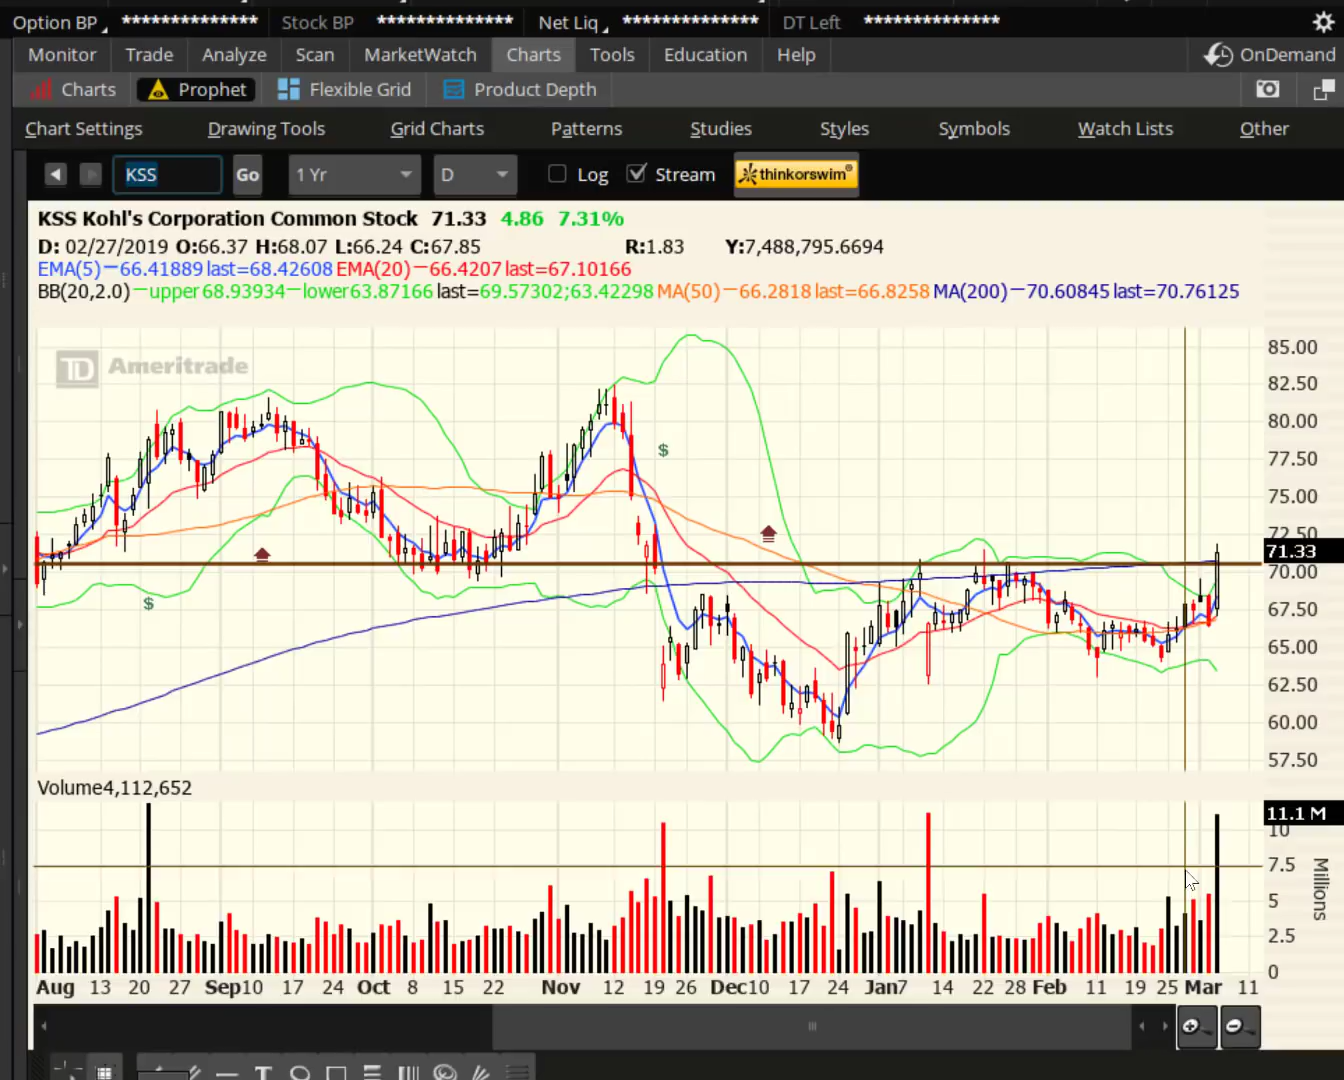 Option BP ************** Stock BP ************** Net Liq ************** DT Left **************
Monitor Trade Analyze Scan MarketWatch Charts Tools Education Help OnDemand
Charts Prophet Flexible Grid Product Depth
Chart Settings Drawing Tools Grid Charts Patterns Studies Styles Symbols Watch Lists Other
KSS Go 1 Yr D Log Stream thinkorswim®
KSS Kohl's Corporation Common Stock 71.33 4.86 7.31%
D: 02/27/2019 O:66.37 H:68.07 L:66.24 C:67.85 R:1.83 Y:7,488,795.6694
EMA(5)—66.41889 last=68.42608 EMA(20)—66.4207 last=67.10166
BB(20,2.0)—upper68.93934—lower63.87166 last=69.57302;63.42298 MA(50)—66.2818 last=66.8258 MA(200)—70.60845 last=70.76125
TD Ameritrade
85.00
82.50
80.00
77.50
75.00
72.50
71.33
70.00
67.50
65.00
62.50
60.00
57.50
$
$
Volume4,112,652
11.1 M
10
7.5
5
2.5
0
Millions
Aug 13 20 27 Sep10 17 24 Oct 8 15 22 Nov 12 19 26 Dec10 17 24 Jan7 14 22 28 Feb 11 19 25 Mar 11
T